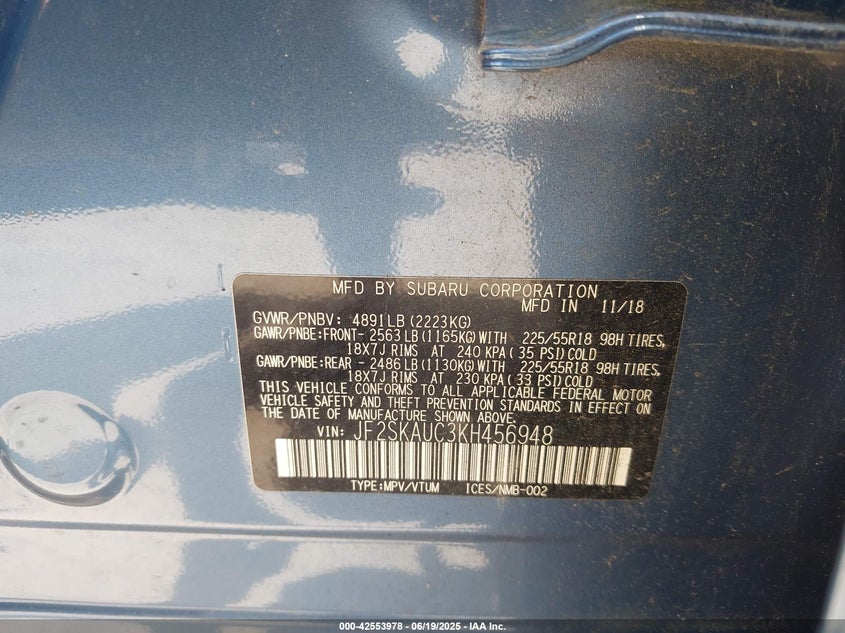 MFD BY SUBARU CORPORATION
MFD IN 11/18
GVWR/PNBV: 4891LB (2223KG)
GAWR/PNBE:FRONT- 2563LB (1165KG) WITH 225/55R18 98H TIRES,
18X7J RIMS AT 240 KPA ( 35 PSI) COLD
GAWR/PNBE:REAR - 2486LB (1130KG) WITH 225/55R18 98H TIRES,
18X7J RIMS AT 230 KPA ( 33 PSI) COLD
THIS VEHICLE CONFORMS TO ALL APPLICABLE FEDERAL MOTOR
VEHICLE SAFETY AND THEFT PREVENTION STANDARDS IN EFFECT ON
THE DATE OF MANUFACTURE SHOWN ABOVE.
VIN: JF2SKAUC3KH456948
TYPE:MPV/VTUM ICES/NMB-002
000-42553978 - 06/19/2025 - IAA Inc.